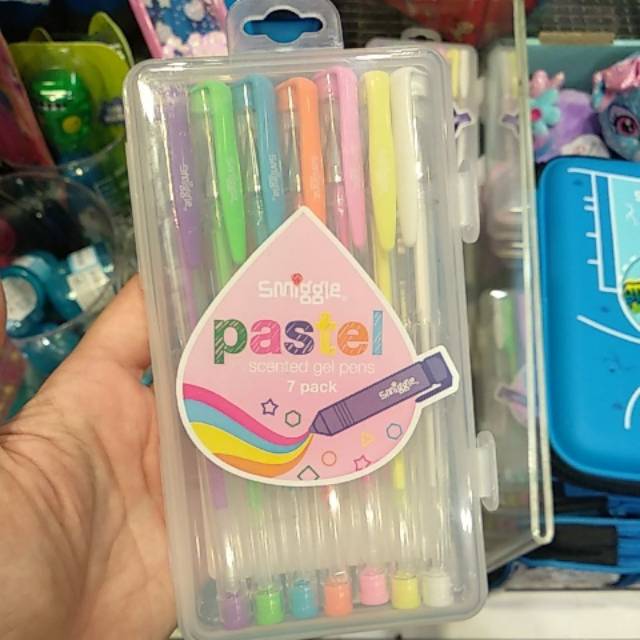 smiggle
pastel
scented gel pens
7 pack
smiggle